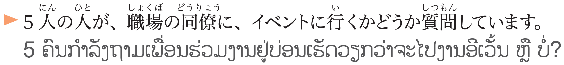 5人の人が、職場の同僚に、イベントに行くかどうか質問しています。
5 ຄົນກຳລັງຖາມເພື່ອນຮ່ວມງານຢູ່ບ່ອນເຮັດວຽກວ່າຈະໄປງານອີເວັ້ນ ຫຼື ບໍ່?